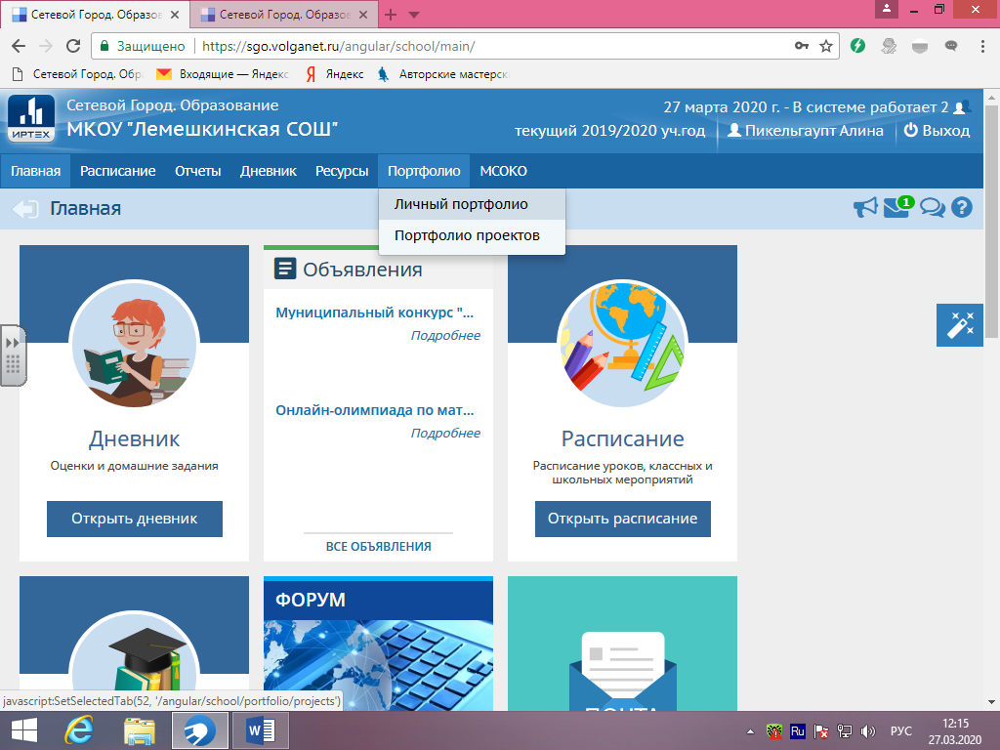 Сетевой Город. Образов
Сетевой Город. Образов
Защищено
https://sgo.volganet.ru/angular/school/main/
Сетевой Город. Обр
Входящие — Яндекс
Яндекс
Авторские мастерск
ИРТЕХ
Сетевой Город. Образование
МКОУ "Лемешкинская СОШ"
27 марта 2020 г. - В системе работает 2
текущий 2019/2020 уч.год
Пикельгаупт Алина
Выход
Главная Расписание Отчеты Дневник Ресурсы Портфолио МСОКО
Личный портфолио
Портфолио проектов
Главная
1
Дневник
Оценки и домашние задания
Открыть дневник
Объявления
Муниципальный конкурс "...
Подробнее
Онлайн-олимпиада по мат...
Подробнее
ВСЕ ОБЪЯВЛЕНИЯ
Расписание
Расписание уроков, классных и
школьных мероприятий
Открыть расписание
ФОРУМ
ПОЧТА
javascript:SetSelectedTab(52, '/angular/school/portfolio/projects')
Ru
РУС
12:15
27.03.2020